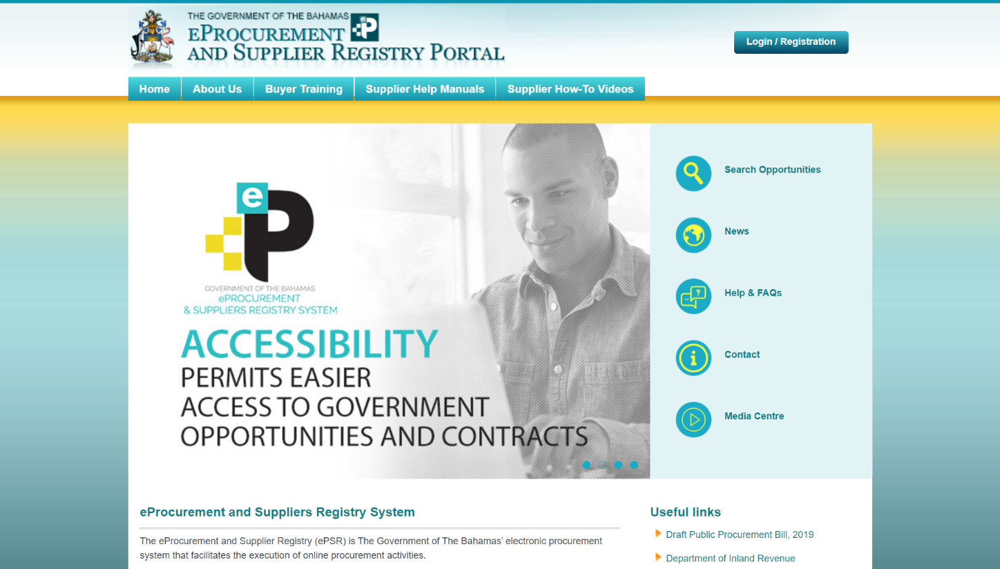 THE GOVERNMENT OF THE BAHAMAS
eP
EPROCUREMENT
AND SUPPLIER REGISTRY PORTAL
Login / Registration
Home
About Us
Buyer Training
Supplier Help Manuals
Supplier How-To Videos
eP
GOVERNMENT OF THE BAHAMAS
ePROCUREMENT
& SUPPLIERS REGISTRY SYSTEM
ACCESSIBILITY
PERMITS EASIER
ACCESS TO GOVERNMENT
OPPORTUNITIES AND CONTRACTS
Search Opportunities
News
Help & FAQs
Contact
Media Centre
eProcurement and Suppliers Registry System
The eProcurement and Supplier Registry (ePSR) is The Government of The Bahamas’ electronic procurement
system that facilitates the execution of online procurement activities.
Useful links
Draft Public Procurement Bill, 2019
Department of Inland Revenue